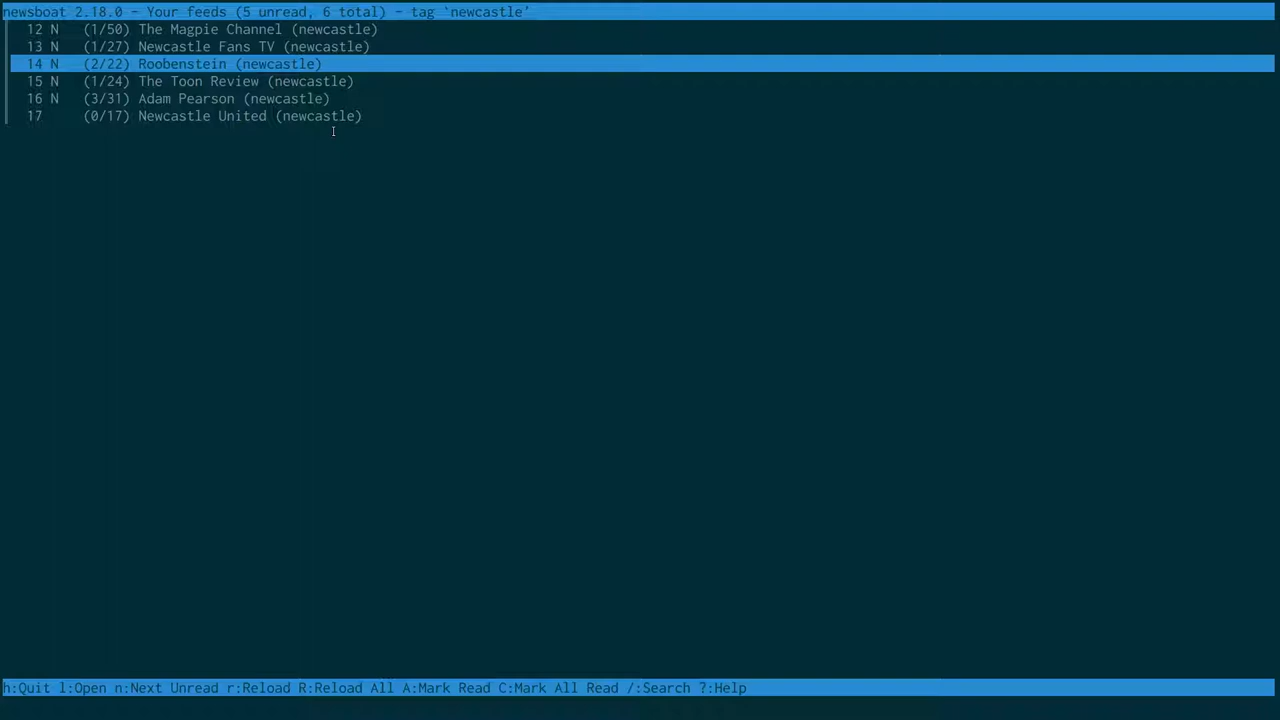 newsboat 2.18.0 – Your feeds (5 unread, 6 total) – tag ‘newcastle’
12 N (1/50) The Magpie Channel (newcastle)
13 N (1/27) Newcastle Fans TV (newcastle)
14 N (2/22) Roobenstein (newcastle)
15 N (1/24) The Toon Review (newcastle)
16 N (3/31) Adam Pearson (newcastle)
17 (0/17) Newcastle United (newcastle)
h:Quit l:Open n:Next Unread r:Reload R:Reload All A:Mark Read C:Mark All Read /:Search ?:Help